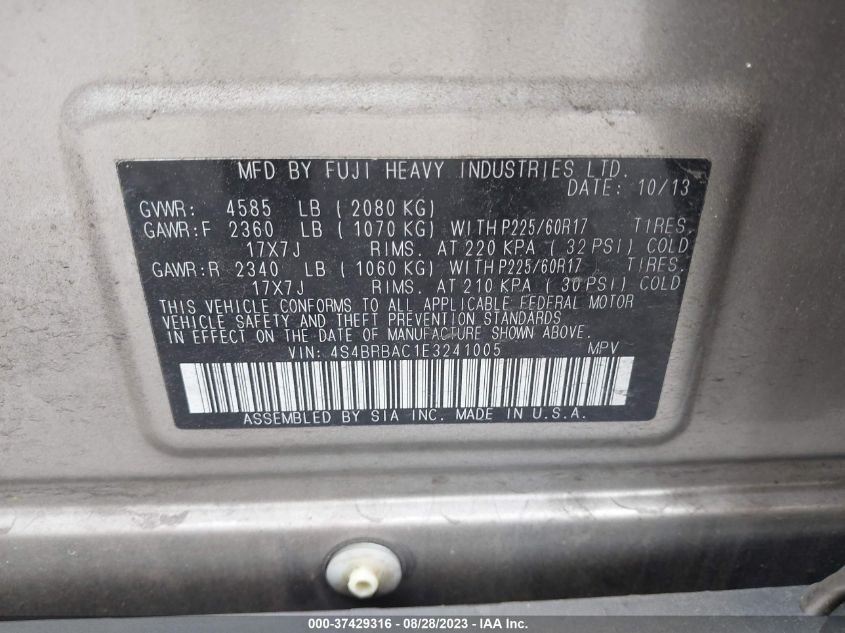 MFD BY FUJI HEAVY INDUSTRIES LTD.
DATE: 10/13
GVWR: 4585 LB ( 2080 KG)
GAWR:F 2360 LB ( 1070 KG) WITH P225/60R17 TIRES,
17X7J RIMS. AT 220 KPA ( 32 PSI) COLD
GAWR:R 2340 LB ( 1060 KG) WITH P225/60R17 TIRES,
17X7J RIMS. AT 210 KPA ( 30 PSI) COLD
THIS VEHICLE CONFORMS TO ALL APPLICABLE FEDERAL MOTOR
VEHICLE SAFETY AND THEFT PREVENTION STANDARDS
IN EFFECT ON THE DATE OF MANUFACTURE SHOWN ABOVE.
VIN: 4S4BRBAC1E3241005 MPV
ASSEMBLED BY SIA INC. MADE IN U.S.A.
000-37429316 - 08/28/2023 - IAA Inc.